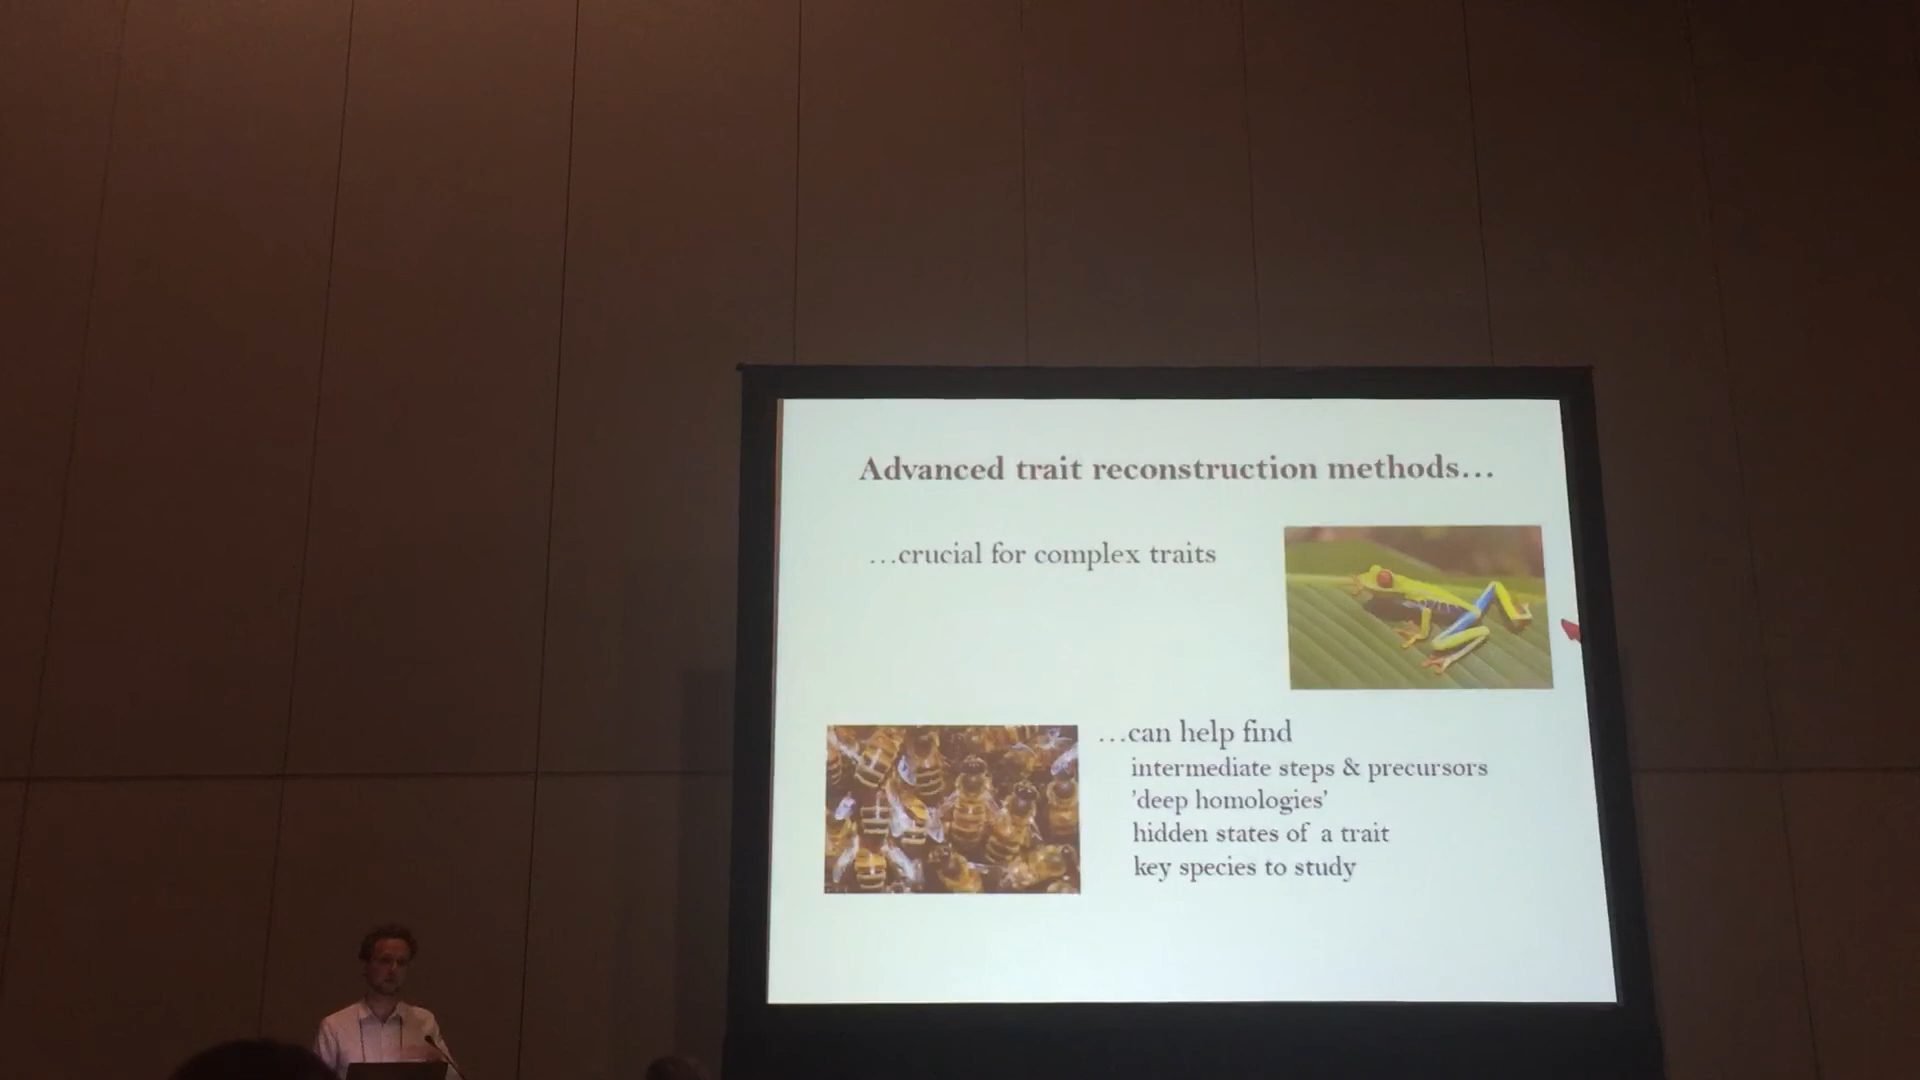 Advanced trait reconstruction methods…
…crucial for complex traits
…can help find
intermediate steps & precursors
'deep homologies'
hidden states of a trait
key species to study